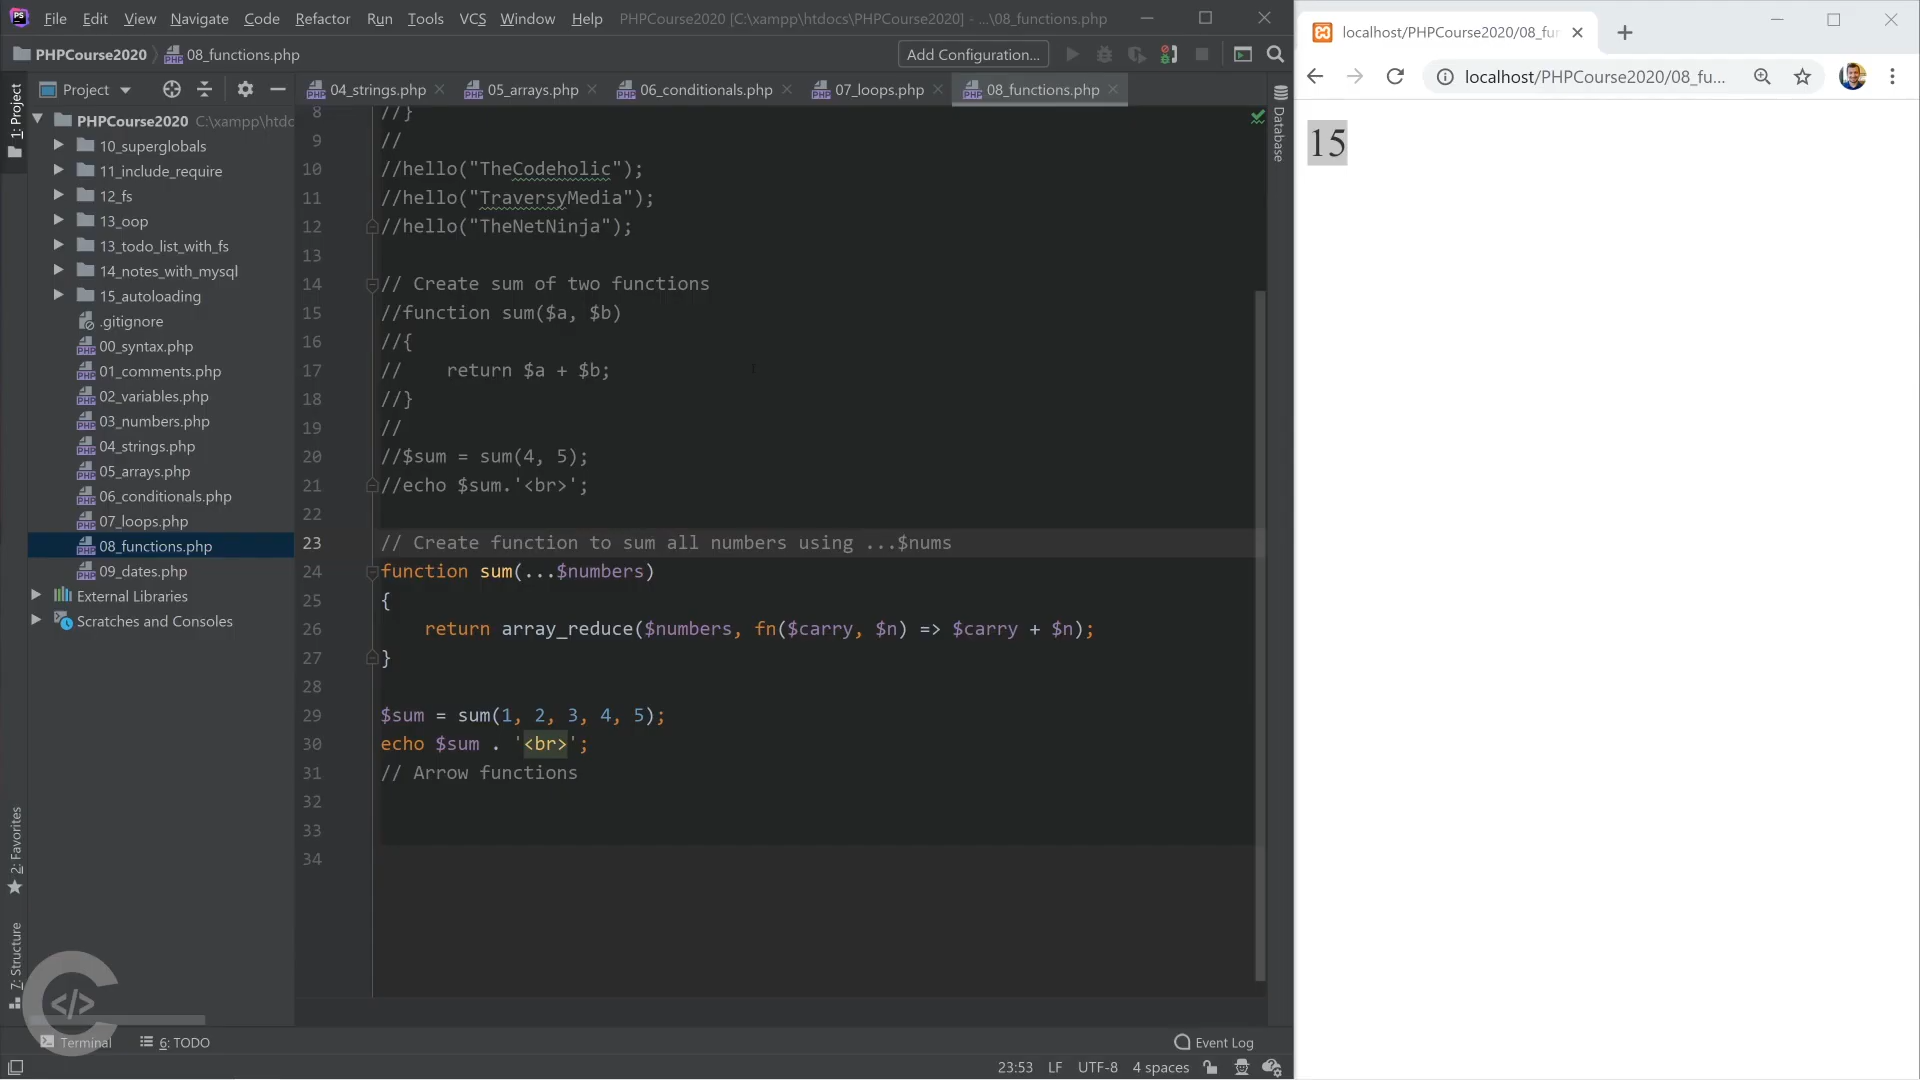 File Edit View Navigate Code Refactor Run Tools VCS Window Help PHPCourse2020 [C:\xampp\htdocs\PHPCourse2020] - ...\08_functions.php
PHPCourse2020 08_functions.php Add Configuration...
Project
04_strings.php 05_arrays.php 06_conditionals.php 07_loops.php 08_functions.php
1: Project
PHPCourse2020 C:\xampp\htdoc
10_superglobals
11_include_require
12_fs
13_oop
13_todo_list_with_fs
14_notes_with_mysql
15_autoloading
.gitignore
00_syntax.php
01_comments.php
02_variables.php
03_numbers.php
04_strings.php
05_arrays.php
06_conditionals.php
07_loops.php
08_functions.php
09_dates.php
External Libraries
Scratches and Consoles
2: Favorites
7: Structure
8 //}
9 //
10 //hello("TheCodeholic");
11 //hello("TraversyMedia");
12 //hello("TheNetNinja");
13
14 // Create sum of two functions
15 //function sum($a, $b)
16 //{
17 //    return $a + $b;
18 //}
19 //
20 //$sum = sum(4, 5);
21 //echo $sum.'<br>';
22
23 // Create function to sum all numbers using ...$nums
24 function sum(...$numbers)
25 {
26     return array_reduce($numbers, fn($carry, $n) => $carry + $n);
27 }
28
29 $sum = sum(1, 2, 3, 4, 5);
30 echo $sum . '<br>';
31 // Arrow functions
32
33
34
Database
</>
Terminal 6: TODO Event Log
23:53 LF UTF-8 4 spaces
localhost/PHPCourse2020/08_fu
localhost/PHPCourse2020/08_fu...
15